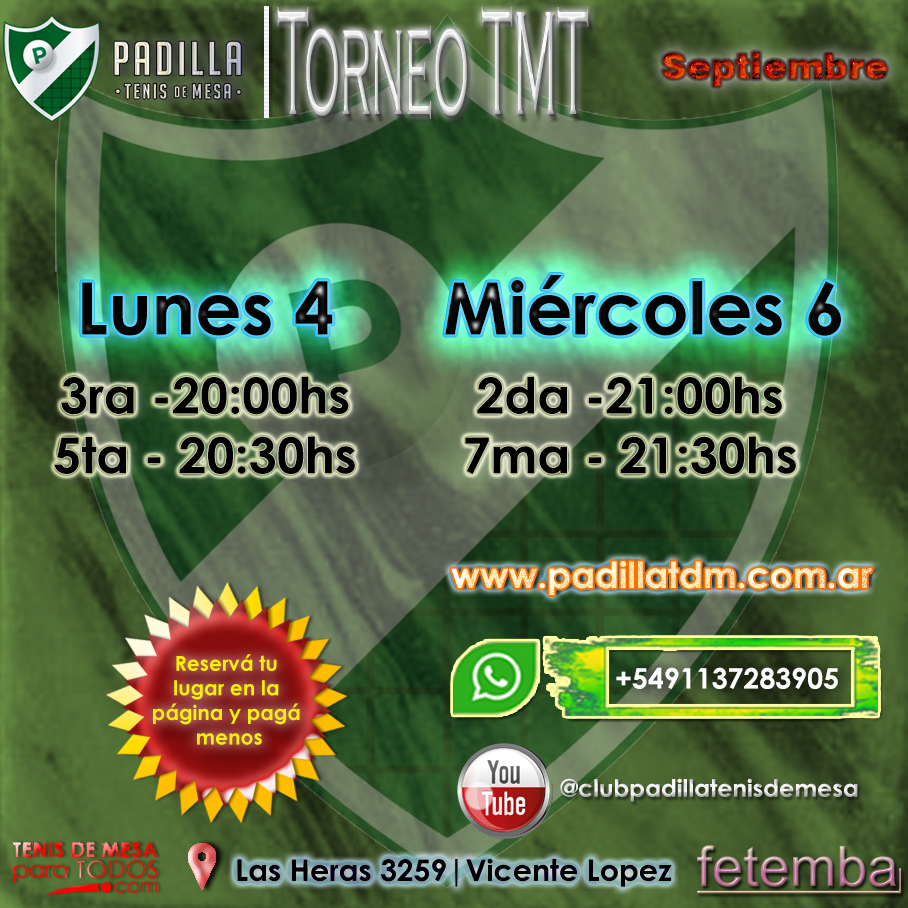 P
PADILLA
· TENIS DE MESA ·
TORNEO TMT
Septiembre
P
Lunes 4
3ra -20:00hs
5ta - 20:30hs
Miércoles 6
2da -21:00hs
7ma - 21:30hs
www.padillatdm.com.ar
Reservá tu
lugar en la
página y pagá
menos
+5491137283905
You
Tube
@clubpadillatenisdemesa
TENIS DE MESA
para TODOS
.com
Las Heras 3259|Vicente Lopez
fetemba